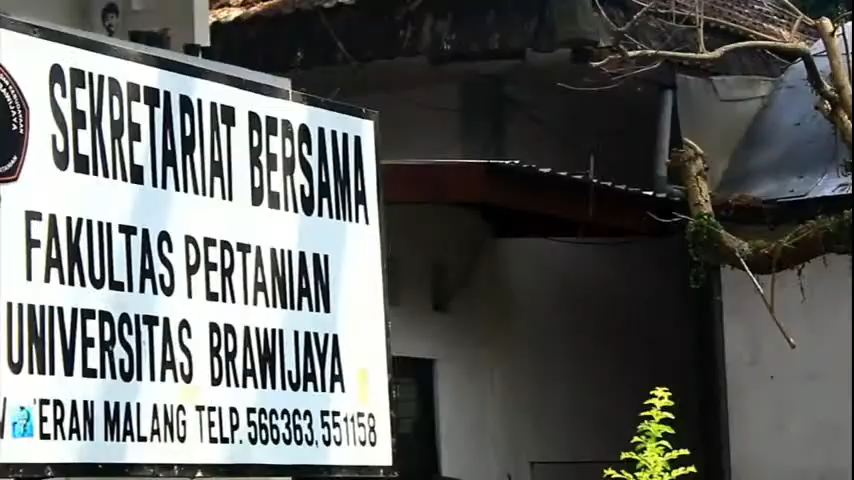 SEKRETARIAT BERSAMA
FAKULTAS PERTANIAN
UNIVERSITAS BRAWIJAYA
ERAN MALANG TELP. 566363, 551158